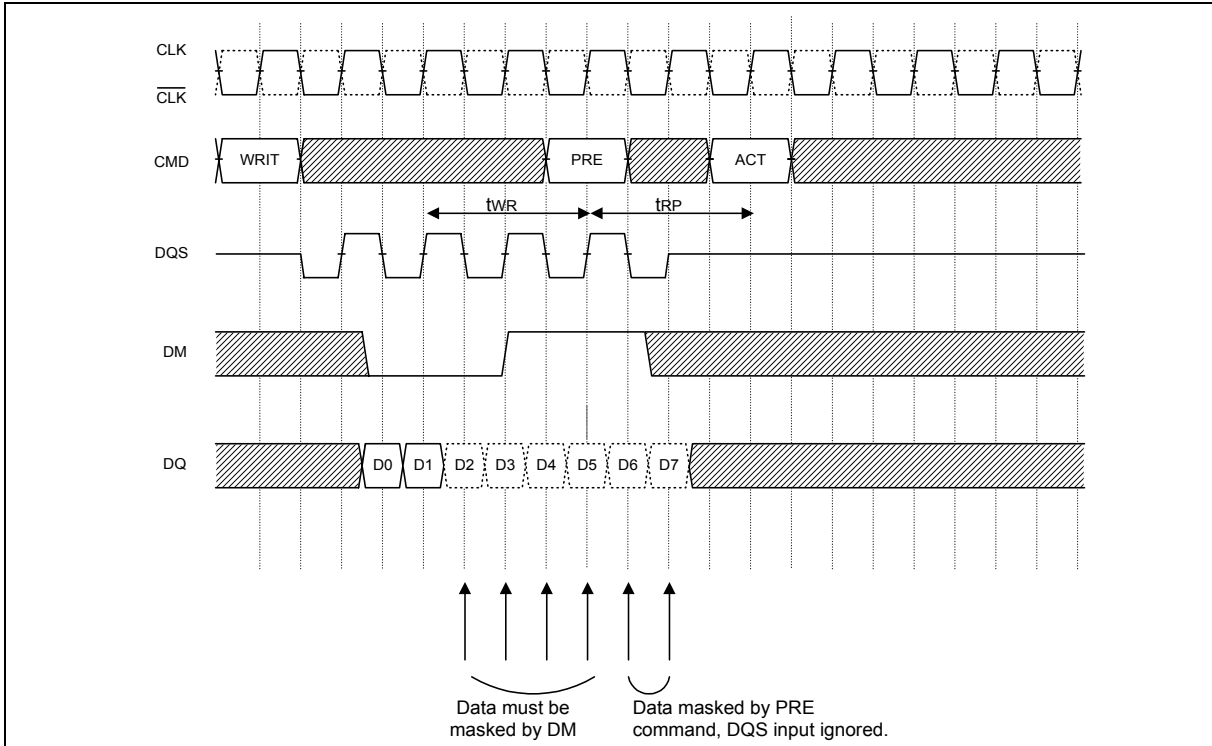 CLK
CLK
CMD
WRIT
PRE
ACT
tWR
tRP
DQS
DM
DQ
D0
D1
D2
D3
D4
D5
D6
D7
Data must be
masked by DM
Data masked by PRE
command, DQS input ignored.